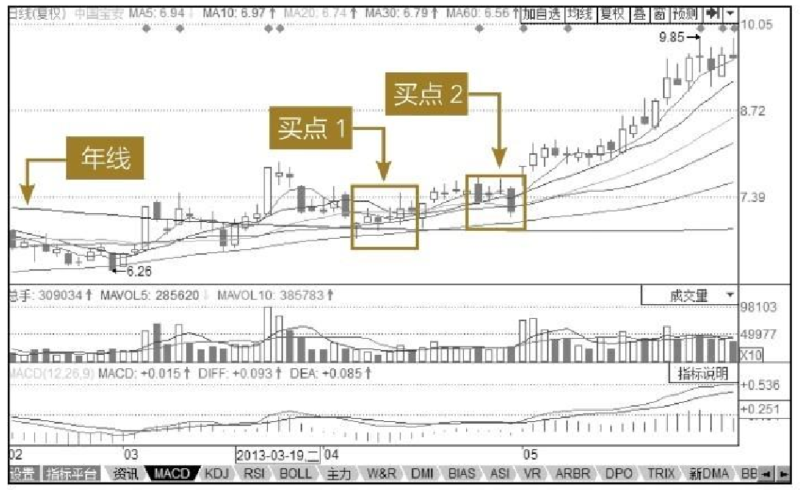 日线(复权) 中国宝安 MA5: 6.94↓ MA10: 6.97↑ MA20: 6.74↑ MA30: 6.79↑ MA60: 6.56↑ 加自选 均线 复权 叠 窗 预测
10.05
9.85
8.72
买点 2
买点 1
年线
7.39
6.26
总手: 309034↑ MAVOL5: 285620↓ MAVOL10: 385783↑ 成交量
98103
49977
X10
MACD(12,26,9) MACD: +0.015↑ DIFF: +0.093↑ DEA: +0.085↑ 指标说明
+0.536
+0.251
02 03 2013-03-19,二 04 05
设置 指标平台 资讯 MACD KDJ RSI BOLL 主力 W&R DMI BIAS ASI VR ARBR DPO TRIX 新DMA BB